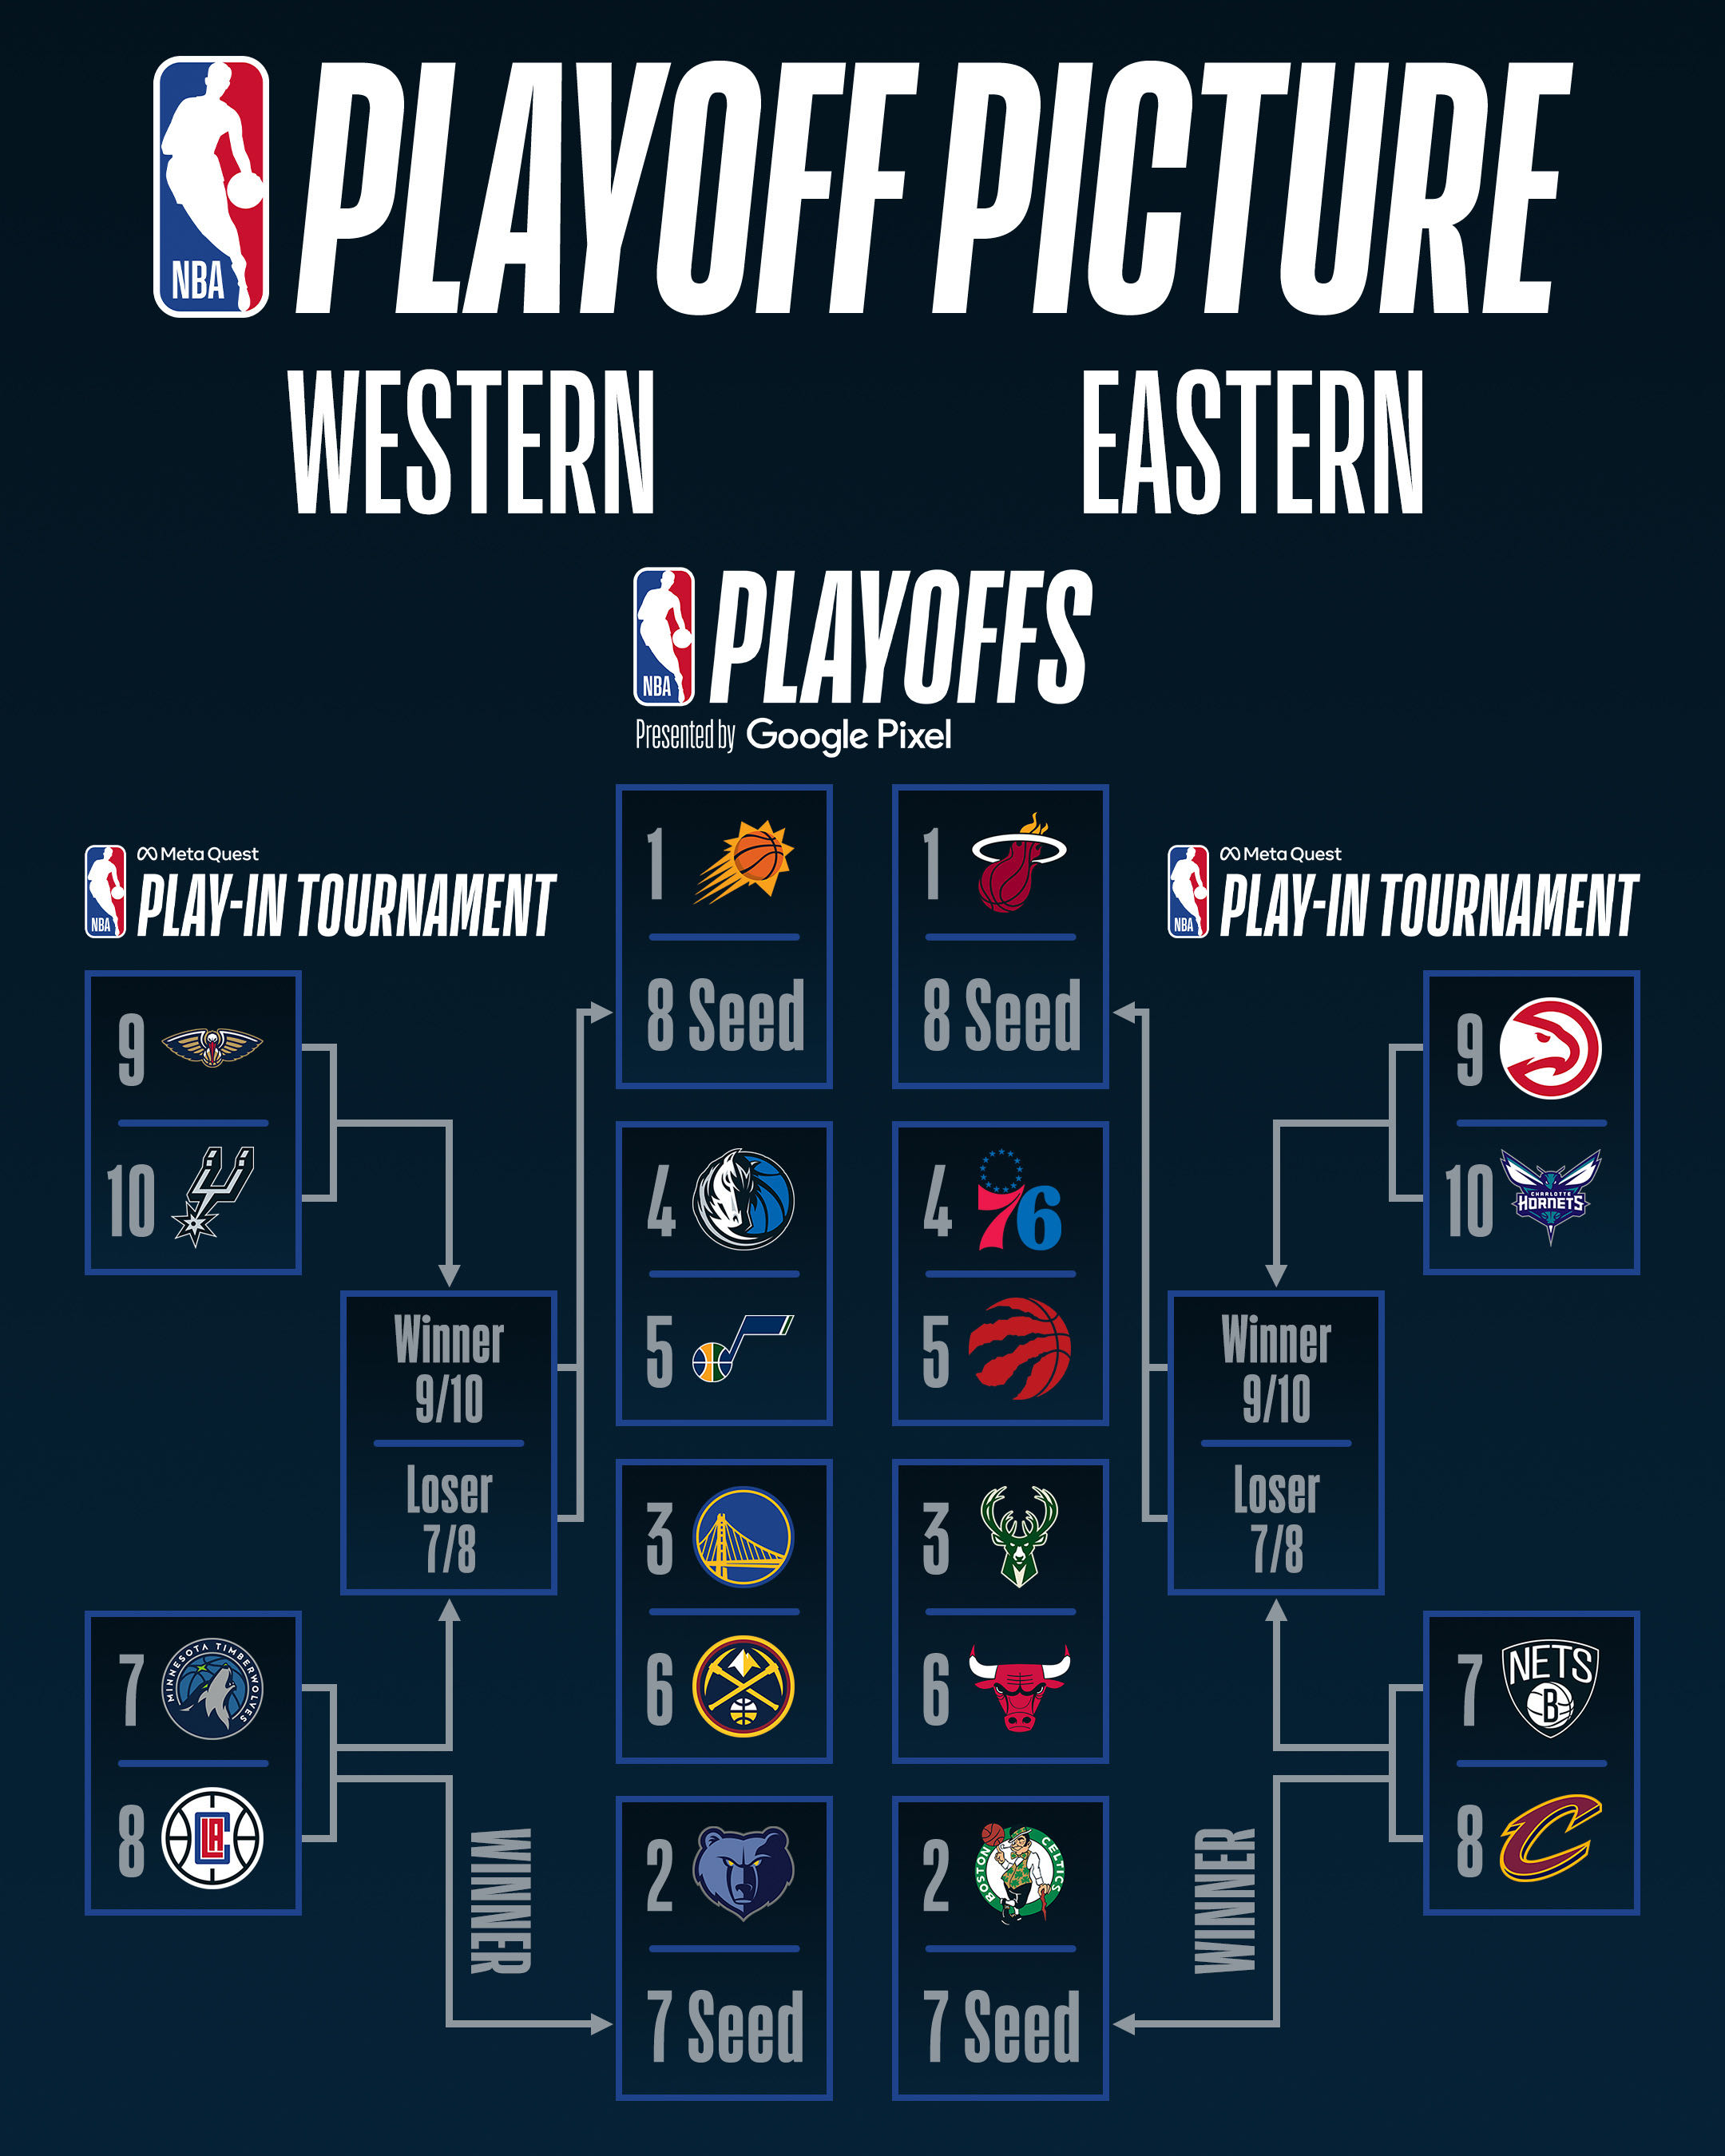 NBA
PLAYOFF PICTURE
WESTERN
EASTERN
NBA
PLAYOFFS
Presented by Google Pixel
NBA
Meta Quest
PLAY-IN TOURNAMENT
9
10
Winner
9/10
Loser
7/8
7
MINNESOTA TIMBERWOLVES
8
LA
WINNER
1
8 Seed
4
5
3
6
2
7 Seed
1
8 Seed
4
76
5
3
6
2
BOSTON CELTICS
7 Seed
NBA
Meta Quest
PLAY-IN TOURNAMENT
9
10
CHARLOTTE
HORNETS
Winner
9/10
Loser
7/8
7
NETS
B
8
C
WINNER